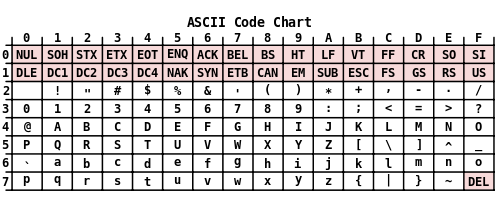 ASCII Code Chart
0 1 2 3 4 5 6 7 8 9 A B C D E F
0 NUL SOH STX ETX EOT ENQ ACK BEL BS HT LF VT FF CR SO SI
1 DLE DC1 DC2 DC3 DC4 NAK SYN ETB CAN EM SUB ESC FS GS RS US
2 ! " # $ % & ' ( ) * + , - . /
3 0 1 2 3 4 5 6 7 8 9 : ; < = > ?
4 @ A B C D E F G H I J K L M N O
5 P Q R S T U V W X Y Z [ \ ] ^ _
6 ` a b c d e f g h i j k l m n o
7 p q r s t u v w x y z { | } ~ DEL